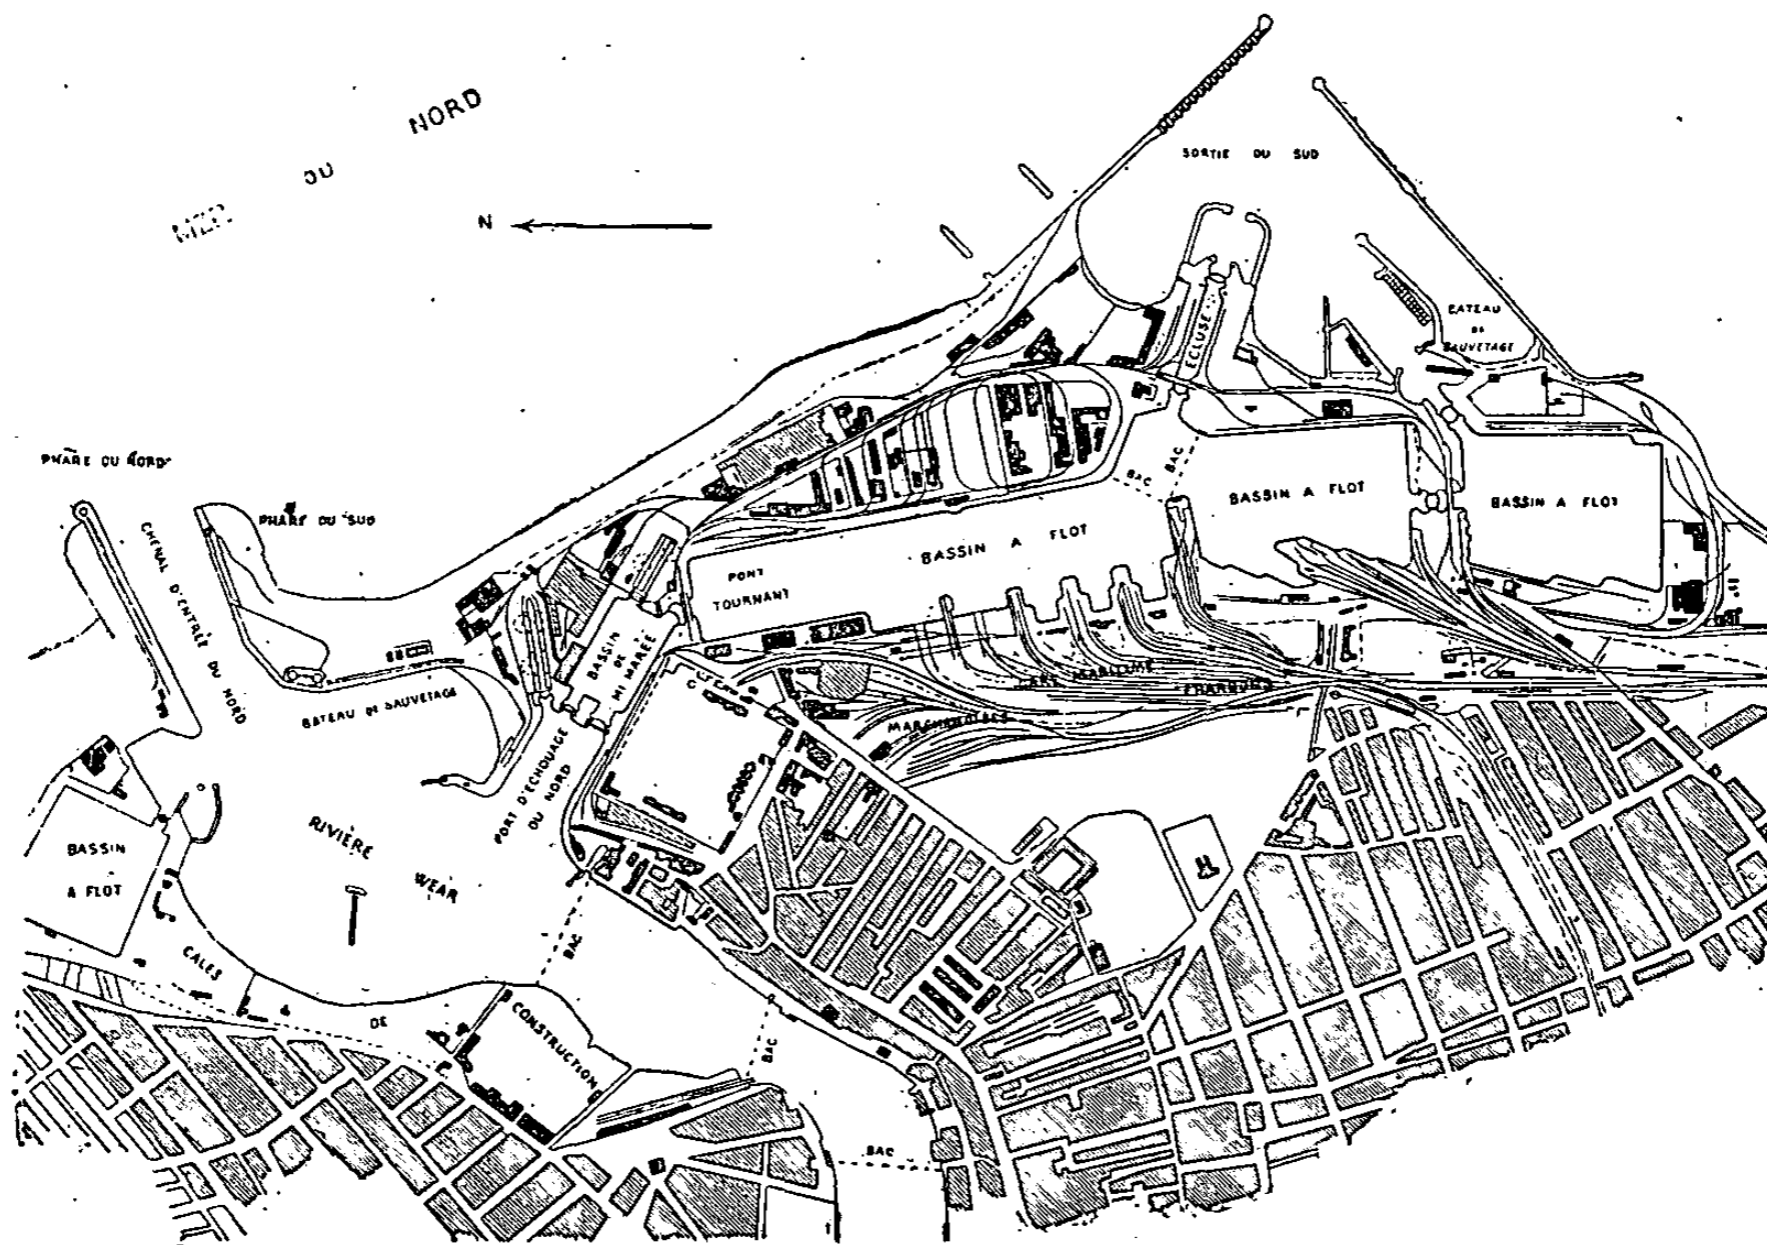 MER DU NORD
SORTIE DU SUD
N
BATEAU
DE
SAUVETAGE
ECLUSE
PHARE DU NORD
PHARE DU SUD
CHENAL D'ENTRÉE DU NORD
BAC
BAC
BASSIN A FLOT
BASSIN A FLOT
BASSIN A FLOT
PONT
TOURNANT
BASSIN
DE
MI MARÉE
BATEAU DE SAUVETAGE
GARE MARITIME
CHARBONS
MARCHANDISES
PORT D'ECHOUAGE
DU NORD
RIVIÈRE
WEAR
BASSIN
A FLOT
BAC
CALES
DE
CONSTRUCTION
BAC
BAC